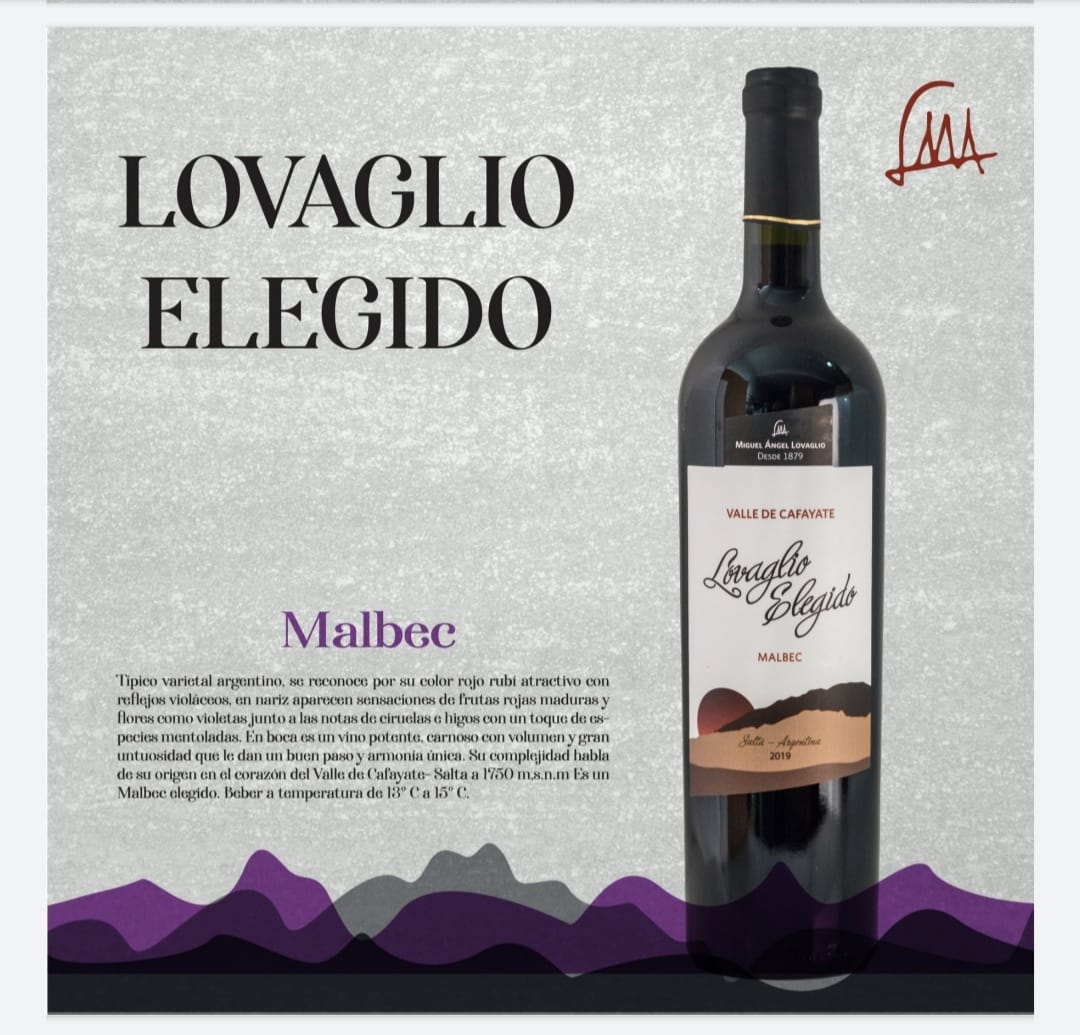 LOVAGLIO
ELEGIDO
Malbec
Típico varietal argentino, se reconoce por su color rojo rubí atractivo con
reflejos violáceos, en nariz aparecen sensaciones de frutas rojas maduras y
flores como violetas junto a las notas de ciruelas e higos con un toque de es-
pecies mentoladas. En boca es un vino potente, carnoso con volumen y gran
untuosidad que le dan un buen paso y armonía única. Su complejidad habla
de su origen en el corazón del Valle de Cafayate- Salta a 1750 m.s.n.m Es un
Malbec elegido. Beber a temperatura de 13º C a 15º C.
MIGUEL ÁNGEL LOVAGLIO
DESDE 1879
VALLE DE CAFAYATE
Lovaglio
Elegido
MALBEC
Salta - Argentina
2019